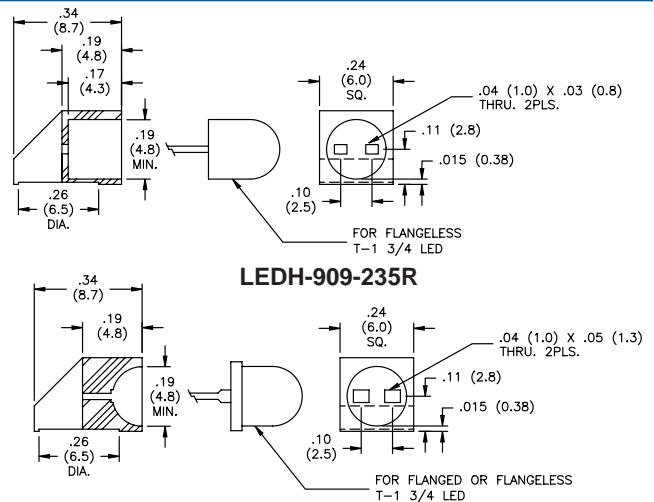 .34
(8.7)
.19
(4.8)
.17
(4.3)
.19
(4.8)
MIN.
.26
(6.5)
DIA.
.24
(6.0)
SQ.
.04 (1.0) X .03 (0.8)
THRU. 2PLS.
.11 (2.8)
.015 (0.38)
.10
(2.5)
FOR FLANGELESS
T-1 3/4 LED
LEDH-909-235R
.34
(8.7)
.19
(4.8)
.19
(4.8)
MIN.
.26
(6.5)
DIA.
.24
(6.0)
SQ.
.04 (1.0) X .05 (1.3)
THRU. 2PLS.
.11 (2.8)
.015 (0.38)
.10
(2.5)
FOR FLANGED OR FLANGELESS
T-1 3/4 LED